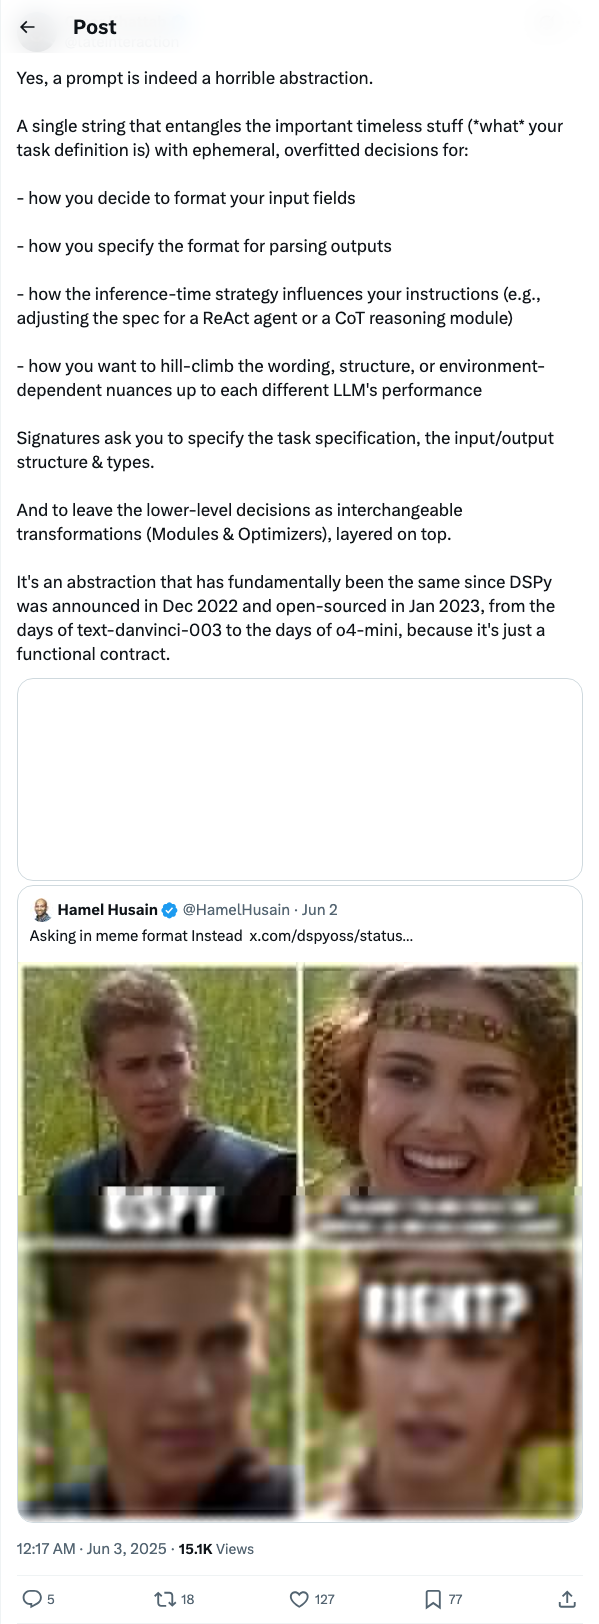 Post
Yes, a prompt is indeed a horrible abstraction.
A single string that entangles the important timeless stuff (*what* your
task definition is) with ephemeral, overfitted decisions for:
- how you decide to format your input fields
- how you specify the format for parsing outputs
- how the inference-time strategy influences your instructions (e.g.,
adjusting the spec for a ReAct agent or a CoT reasoning module)
- how you want to hill-climb the wording, structure, or environment-
dependent nuances up to each different LLM's performance
Signatures ask you to specify the task specification, the input/output
structure & types.
And to leave the lower-level decisions as interchangeable
transformations (Modules & Optimizers), layered on top.
It's an abstraction that has fundamentally been the same since DSPy
was announced in Dec 2022 and open-sourced in Jan 2023, from the
days of text-danvinci-003 to the days of o4-mini, because it's just a
functional contract.
Hamel Husain @HamelHusain · Jun 2
Asking in meme format Instead x.com/dspyoss/status...
DSPY
RIGHT?
12:17 AM · Jun 3, 2025 · 15.1K Views
5 18 127 77